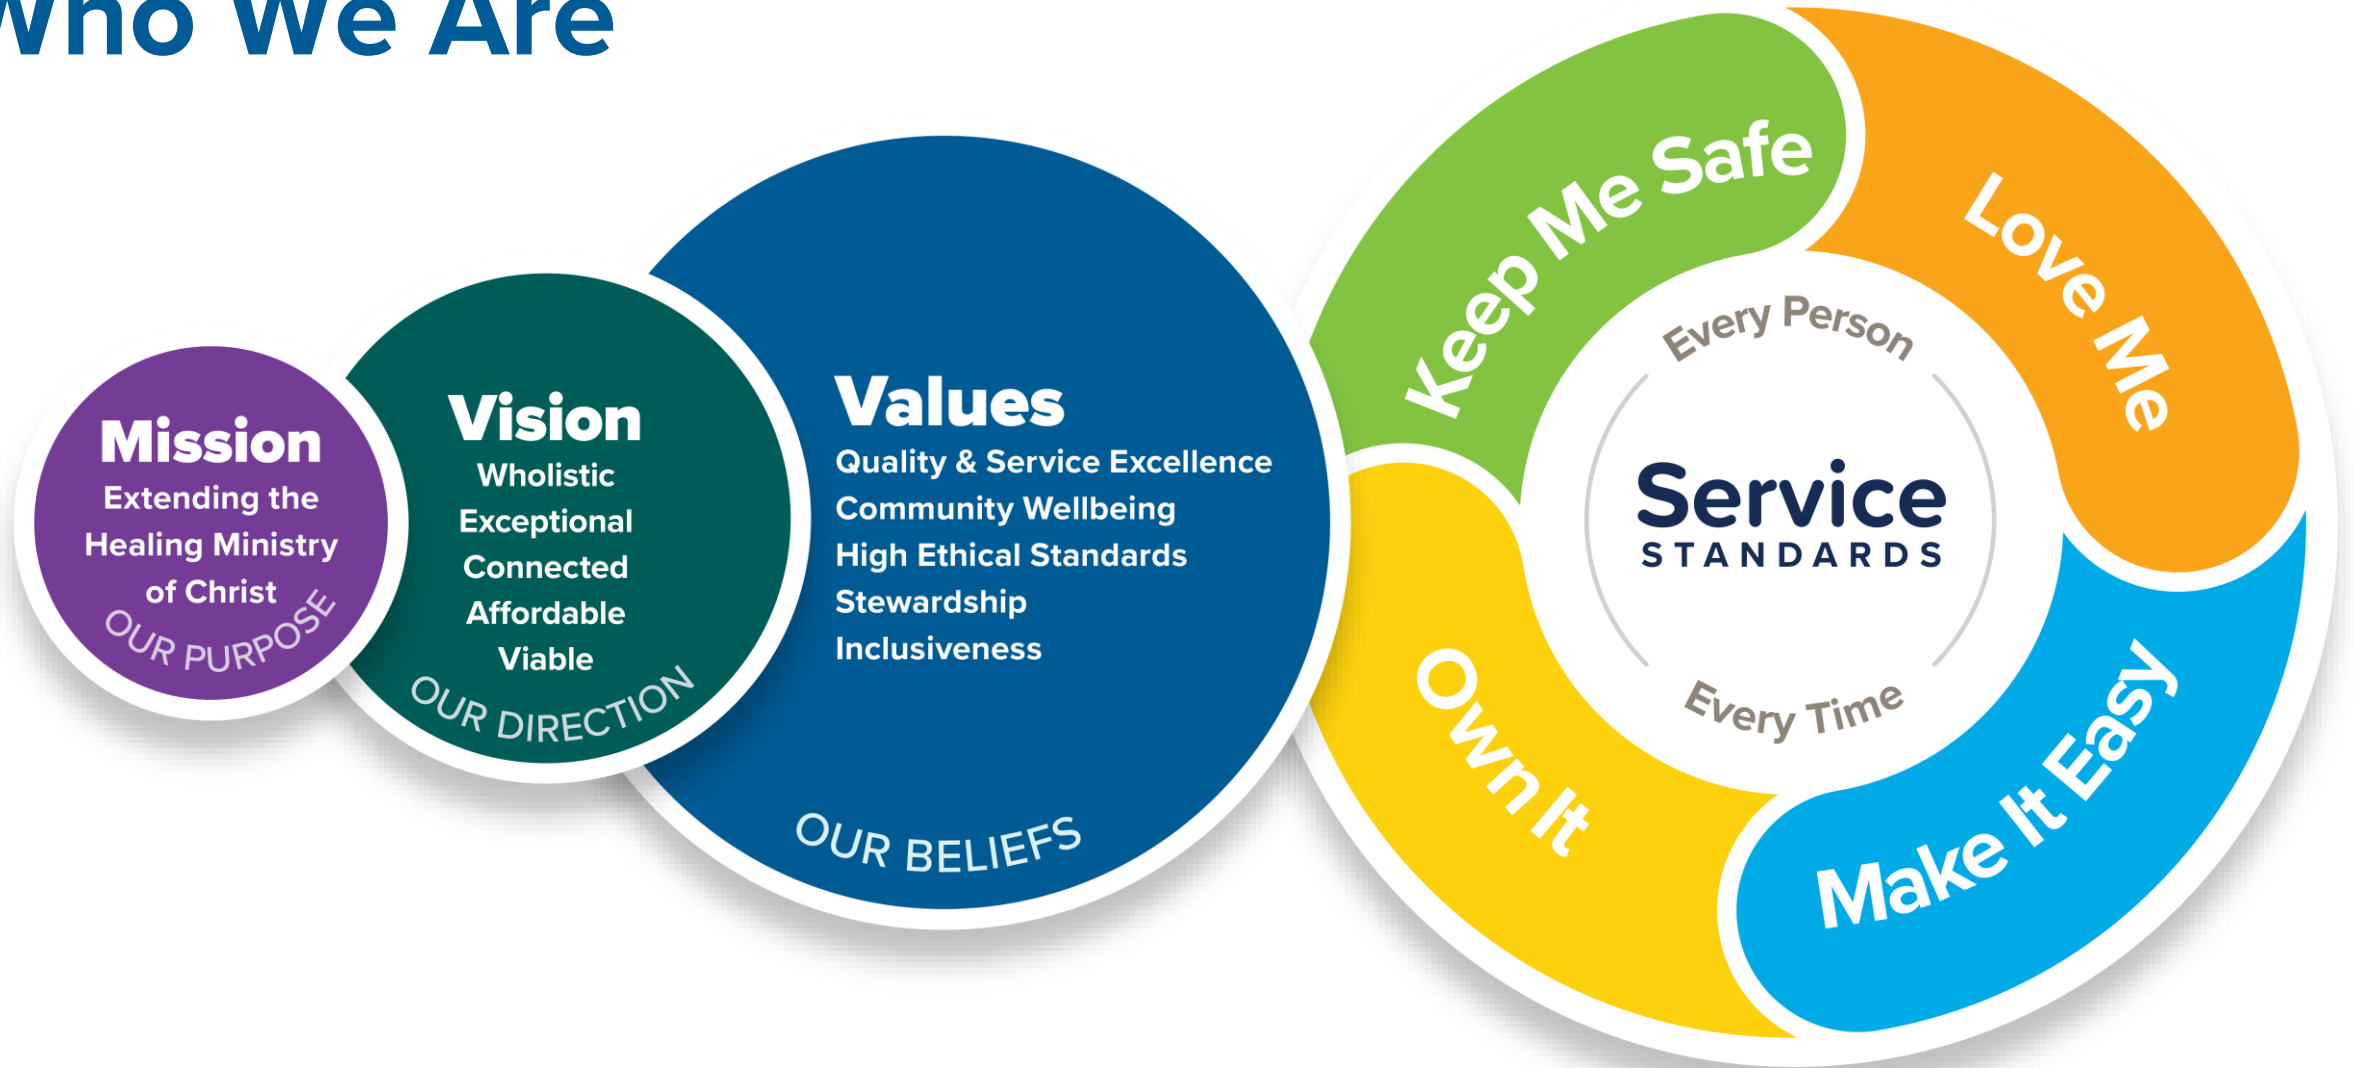 Who We Are
Mission
Extending the
Healing Ministry
of Christ
OUR PURPOSE
Vision
Wholistic
Exceptional
Connected
Affordable
Viable
OUR DIRECTION
Values
Quality & Service Excellence
Community Wellbeing
High Ethical Standards
Stewardship
Inclusiveness
OUR BELIEFS
Keep Me Safe
Love Me
Make It Easy
Own It
Every Person
Service
STANDARDS
Every Time